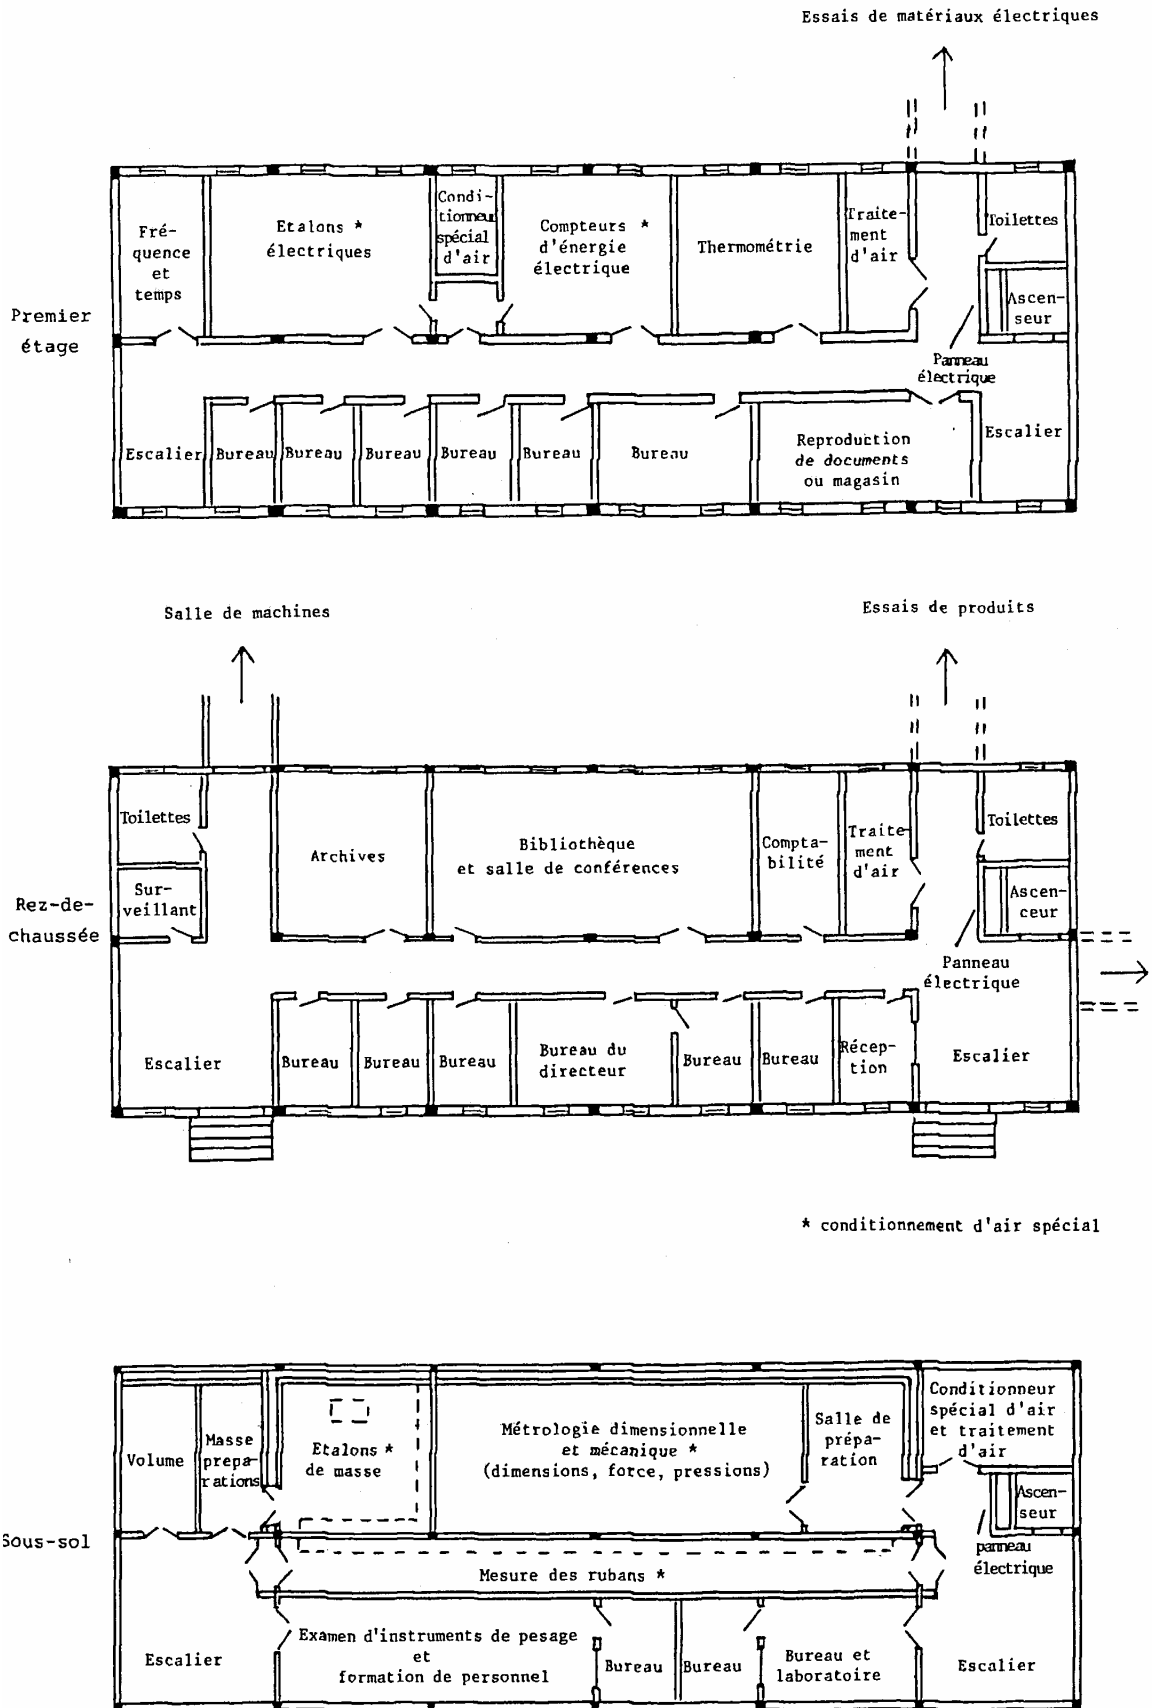 Essais de matériaux électriques
Premier
étage
Fré-
quence
et
temps
Etalons *
électriques
Condi-
tionneur
spécial
d'air
Compteurs *
d'énergie
électrique
Thermométrie
Traite-
ment
d'air
Toilettes
Ascen-
seur
Panneau
électrique
Escalier
Bureau
Bureau
Bureau
Bureau
Bureau
Bureau
Reproduction
de documents
ou magasin
Escalier
Salle de machines
Essais de produits
Rez-de-
chaussée
Toilettes
Sur-
veillant
Archives
Bibliothèque
et salle de conférences
Compta-
bilité
Traite-
ment
d'air
Toilettes
Ascen-
ceur
Panneau
électrique
Escalier
Bureau
Bureau
Bureau
Bureau du
directeur
Bureau
Bureau
Récep-
tion
Escalier
* conditionnement d'air spécial
Sous-sol
Volume
Masse
prepa-
rations
Etalons *
de masse
Métrologie dimensionnelle
et mécanique *
(dimensions, force, pressions)
Salle de
prépa-
ration
Conditionneur
spécial d'air
et traitement
d'air
Ascen-
seur
panneau
électrique
Mesure des rubans *
Escalier
Examen d'instruments de pesage
et
formation de personnel
Bureau
Bureau
Bureau et
laboratoire
Escalier